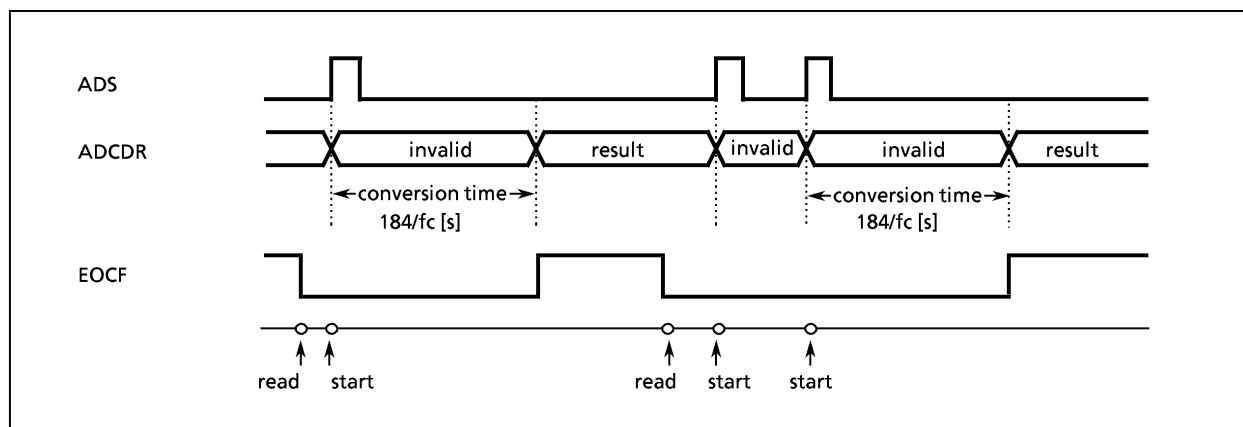 ADS
ADCDR
invalid
result
invalid
invalid
result
conversion time
184/fc [s]
conversion time
184/fc [s]
EOCF
read
start
read
start
start